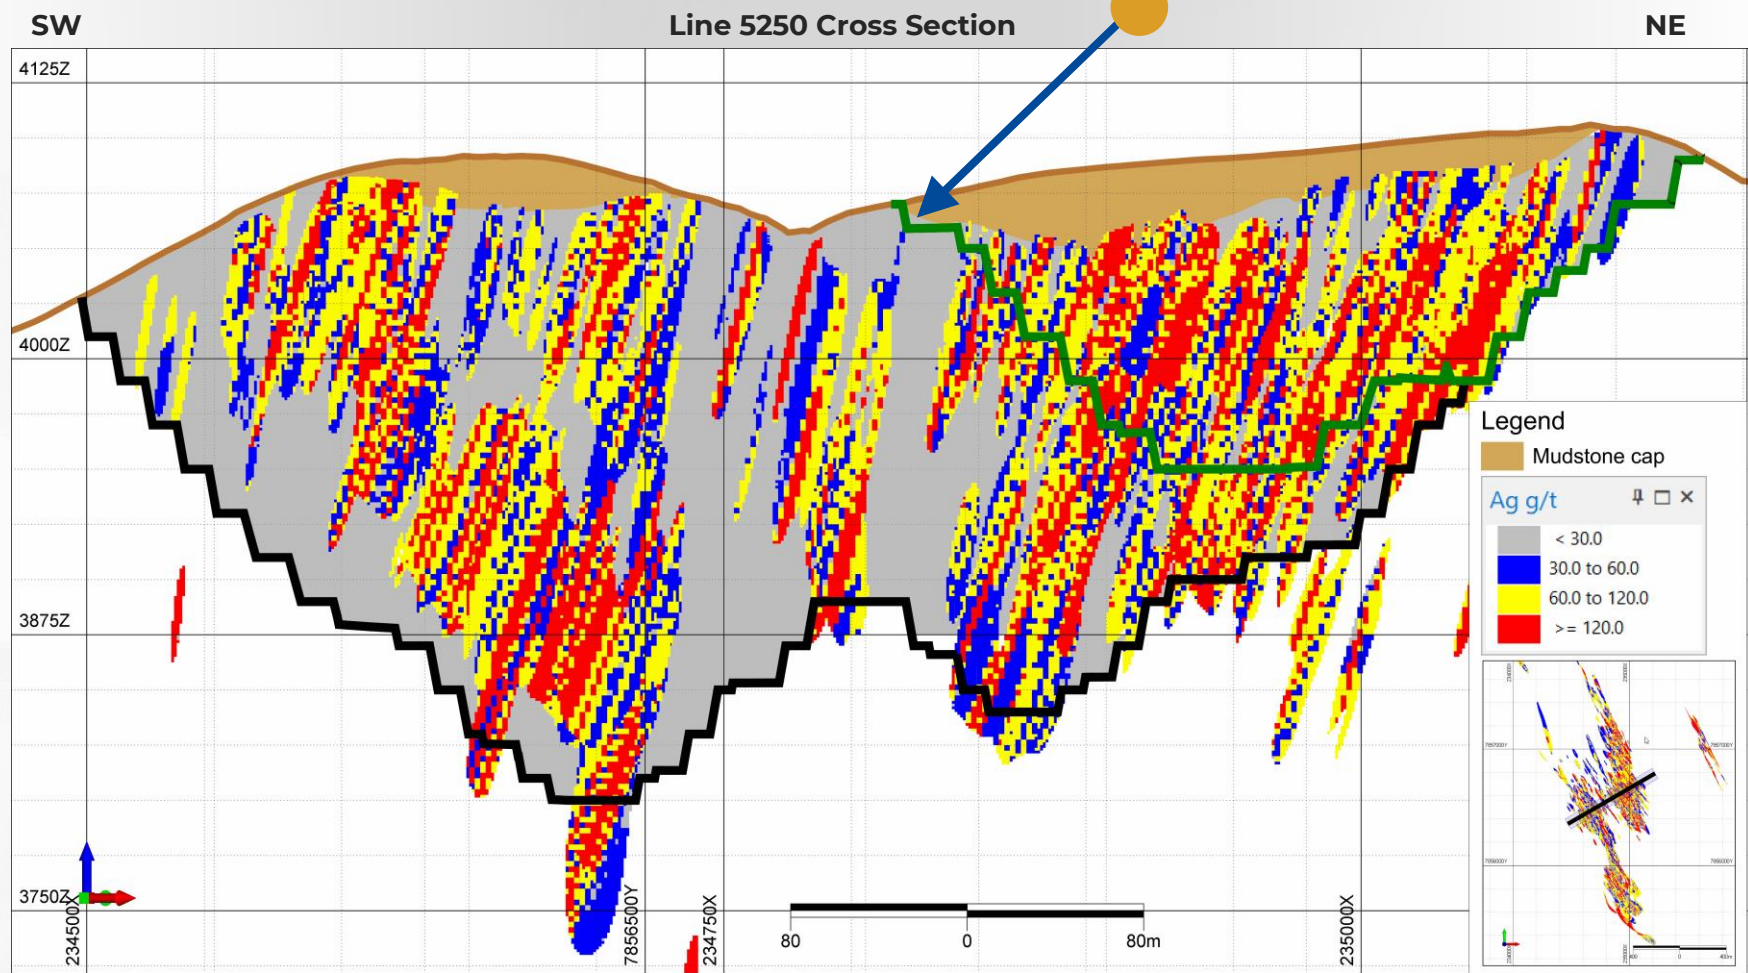 SW
Line 5250 Cross Section
NE
4125Z
4000Z
3875Z
3750Z
234500X
7856500Y
234750X
235000X
80
0
80m
Legend
Mudstone cap
Ag g/t
< 30.0
30.0 to 60.0
60.0 to 120.0
>= 120.0